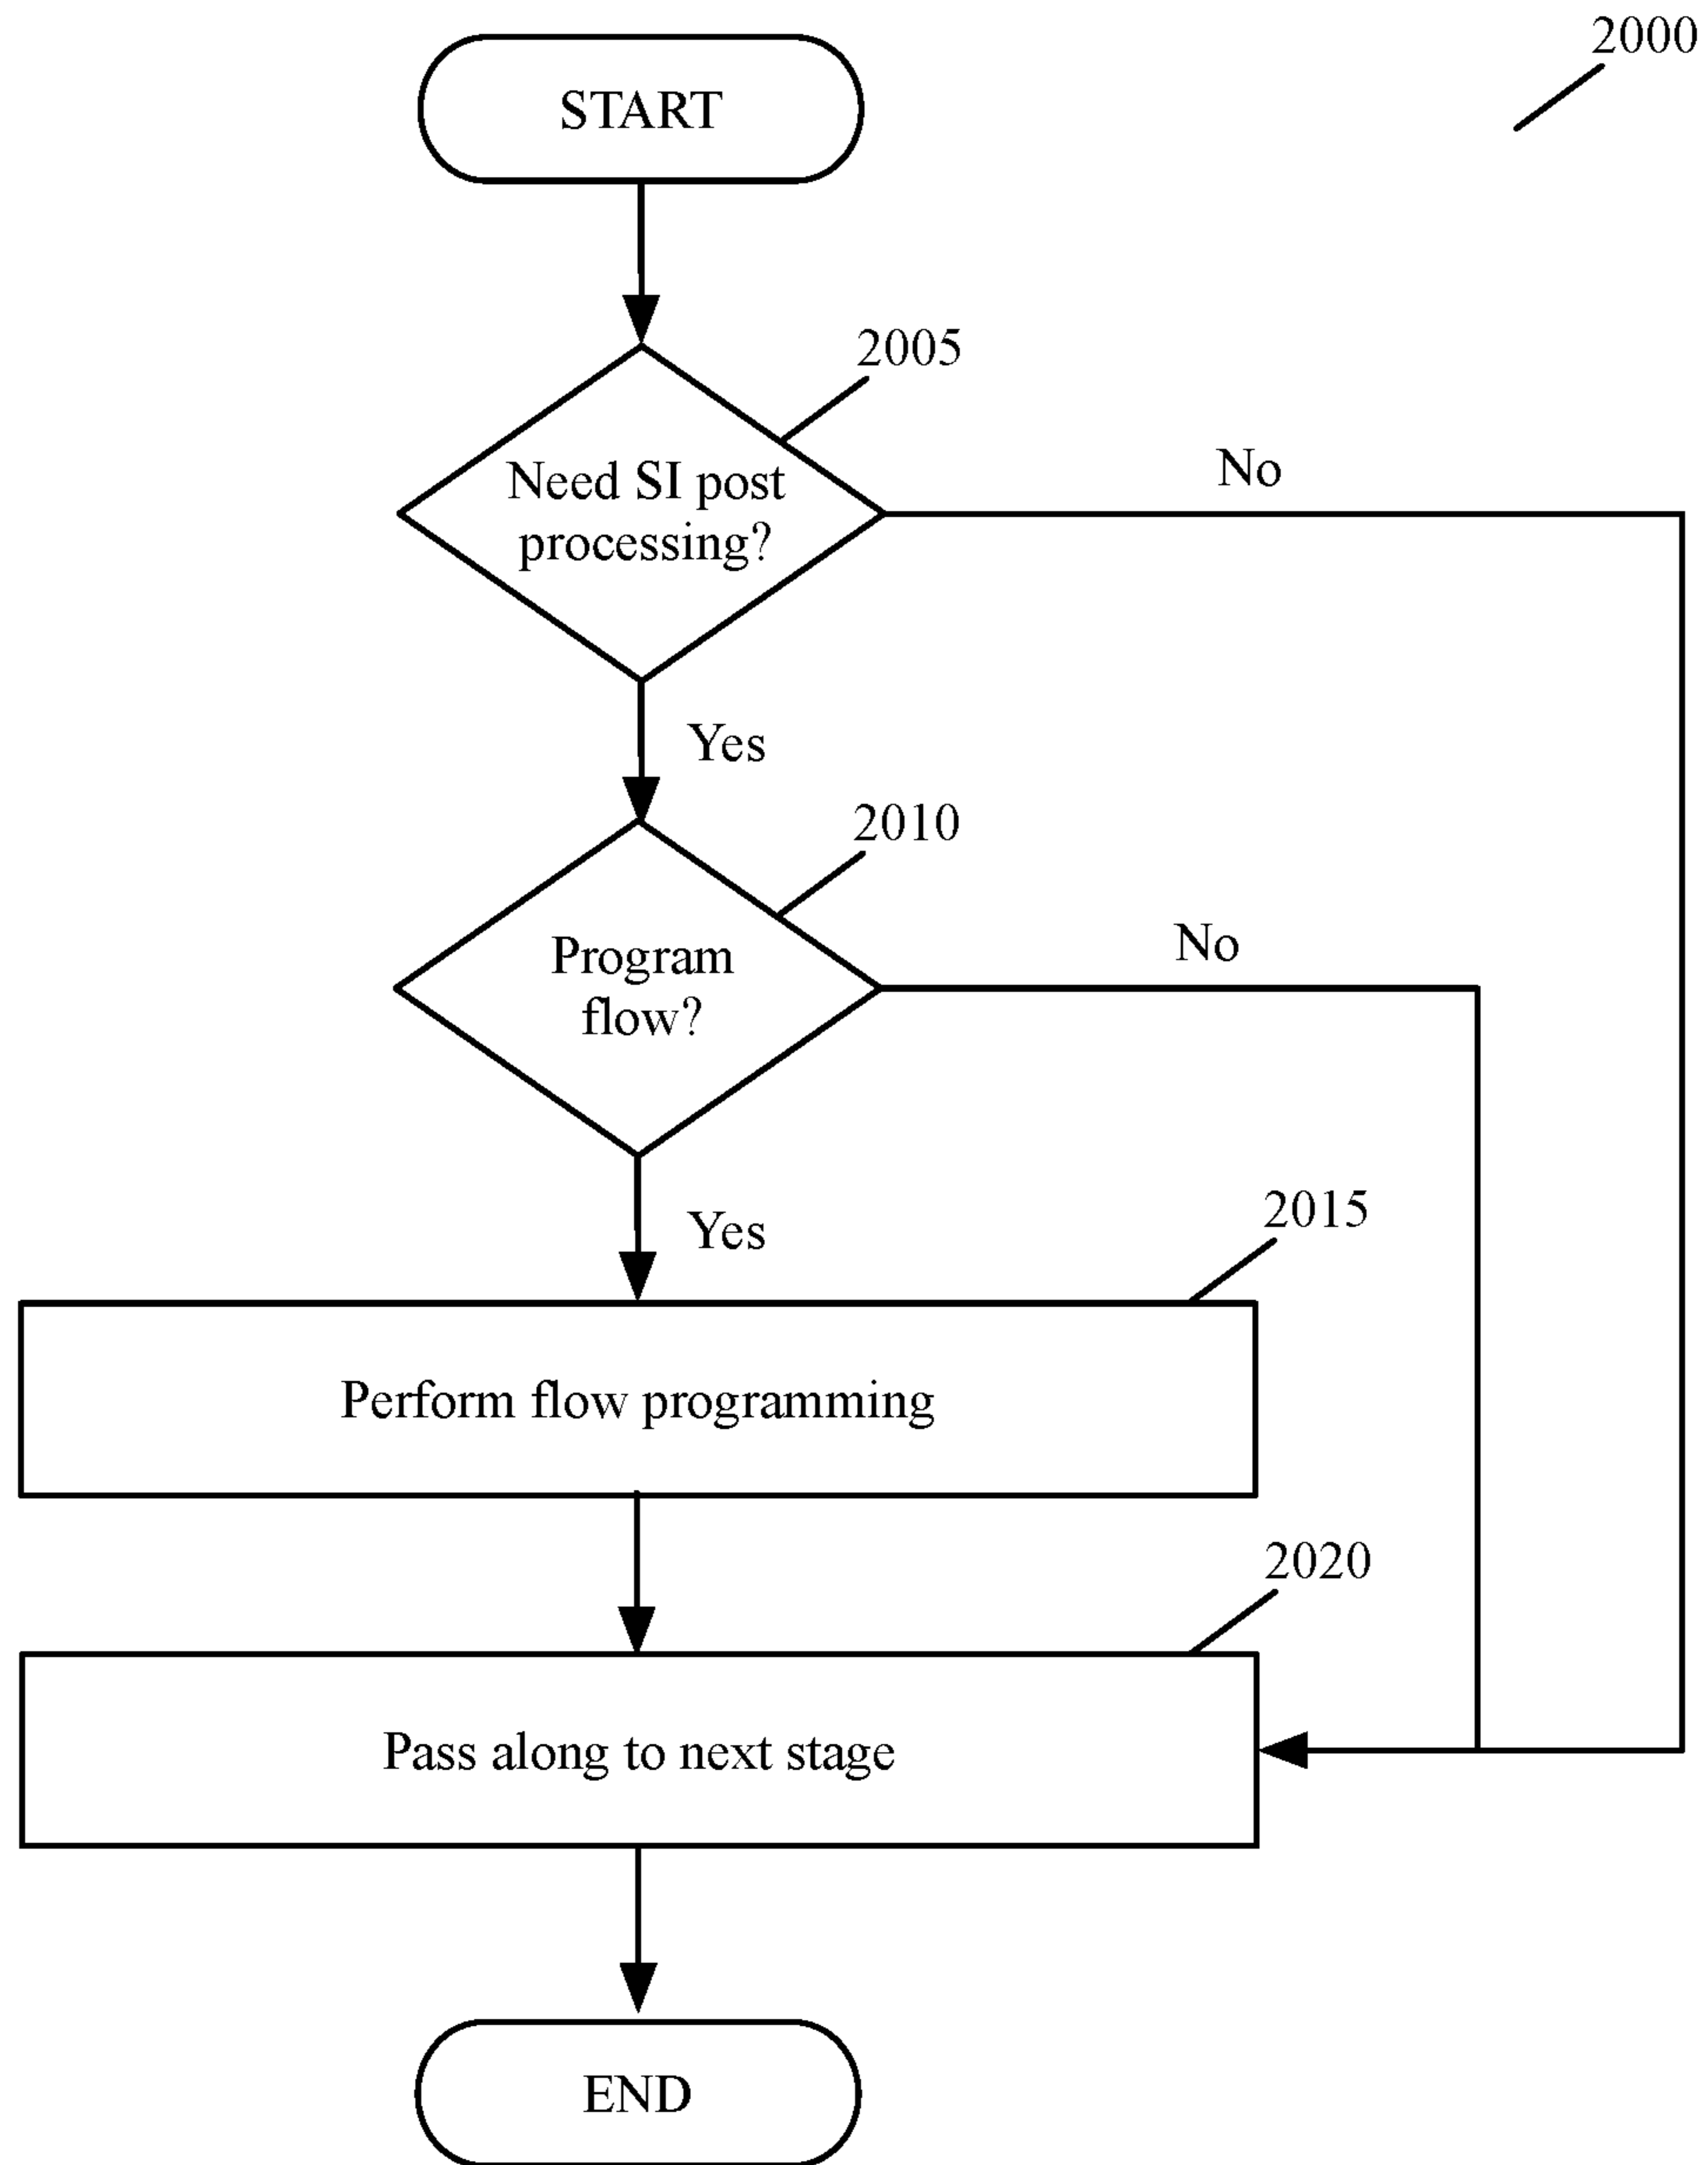 2000
START
2005
Need SI post
processing?
No
Yes
2010
Program
flow?
No
Yes
2015
Perform flow programming
2020
Pass along to next stage
END